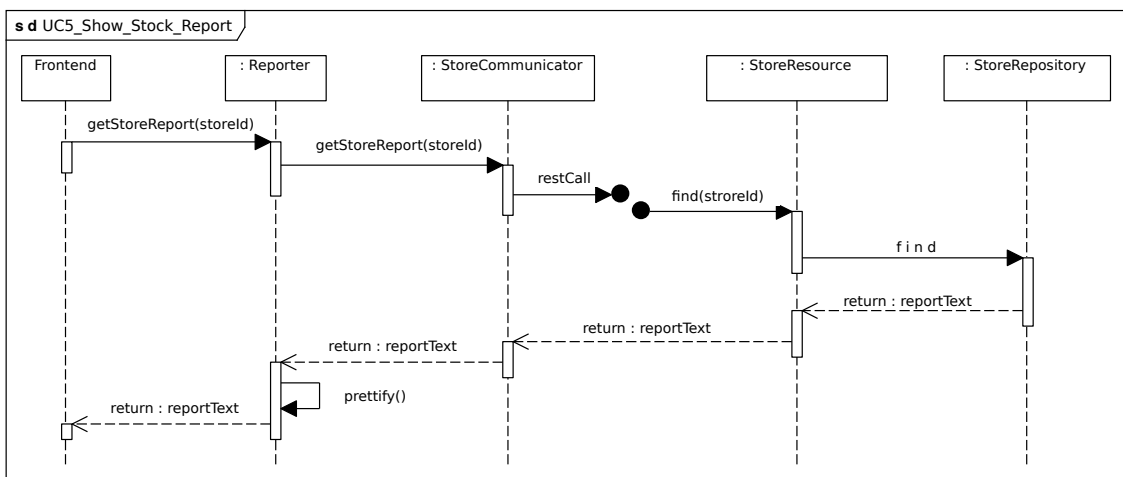 sd UC5_Show_Stock_Report
Frontend
: Reporter
: StoreCommunicator
: StoreResource
: StoreRepository
getStoreReport(storeId)
getStoreReport(storeId)
restCall
find(stroreId)
find
return : reportText
return : reportText
return : reportText
prettify()
return : reportText